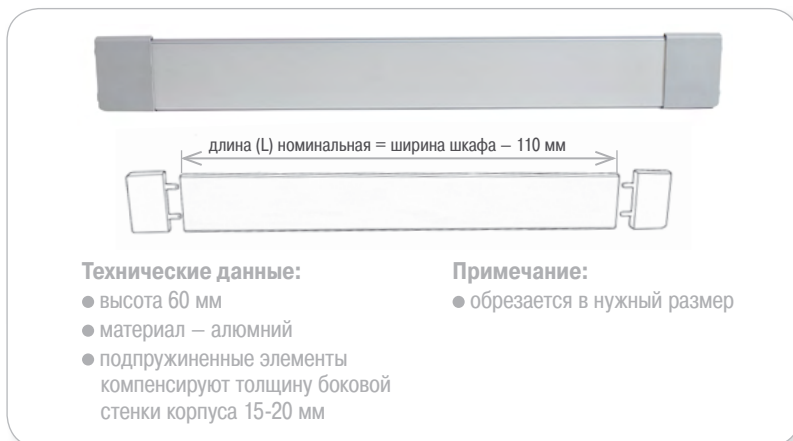 длина (L) номинальная = ширина шкафа – 110 мм
Технические данные:
● высота 60 мм
● материал – алюмний
● подпружиненные элементы
компенсируют толщину боковой
стенки корпуса 15-20 мм
Примечание:
● обрезается в нужный размер